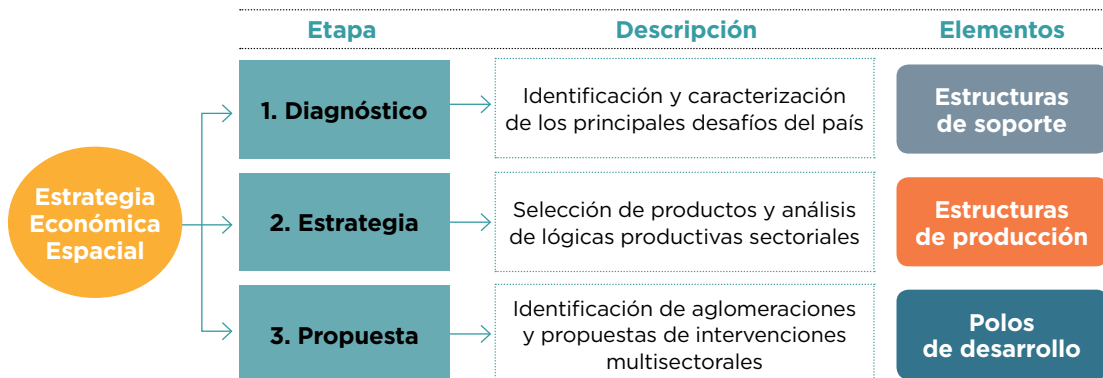 Etapa
Descripción
Elementos
Estrategia
Económica
Espacial
1. Diagnóstico
Identificación y caracterización
de los principales desafíos del país
Estructuras
de soporte
2. Estrategia
Selección de productos y análisis
de lógicas productivas sectoriales
Estructuras
de producción
3. Propuesta
Identificación de aglomeraciones
y propuestas de intervenciones
multisectorales
Polos
de desarrollo